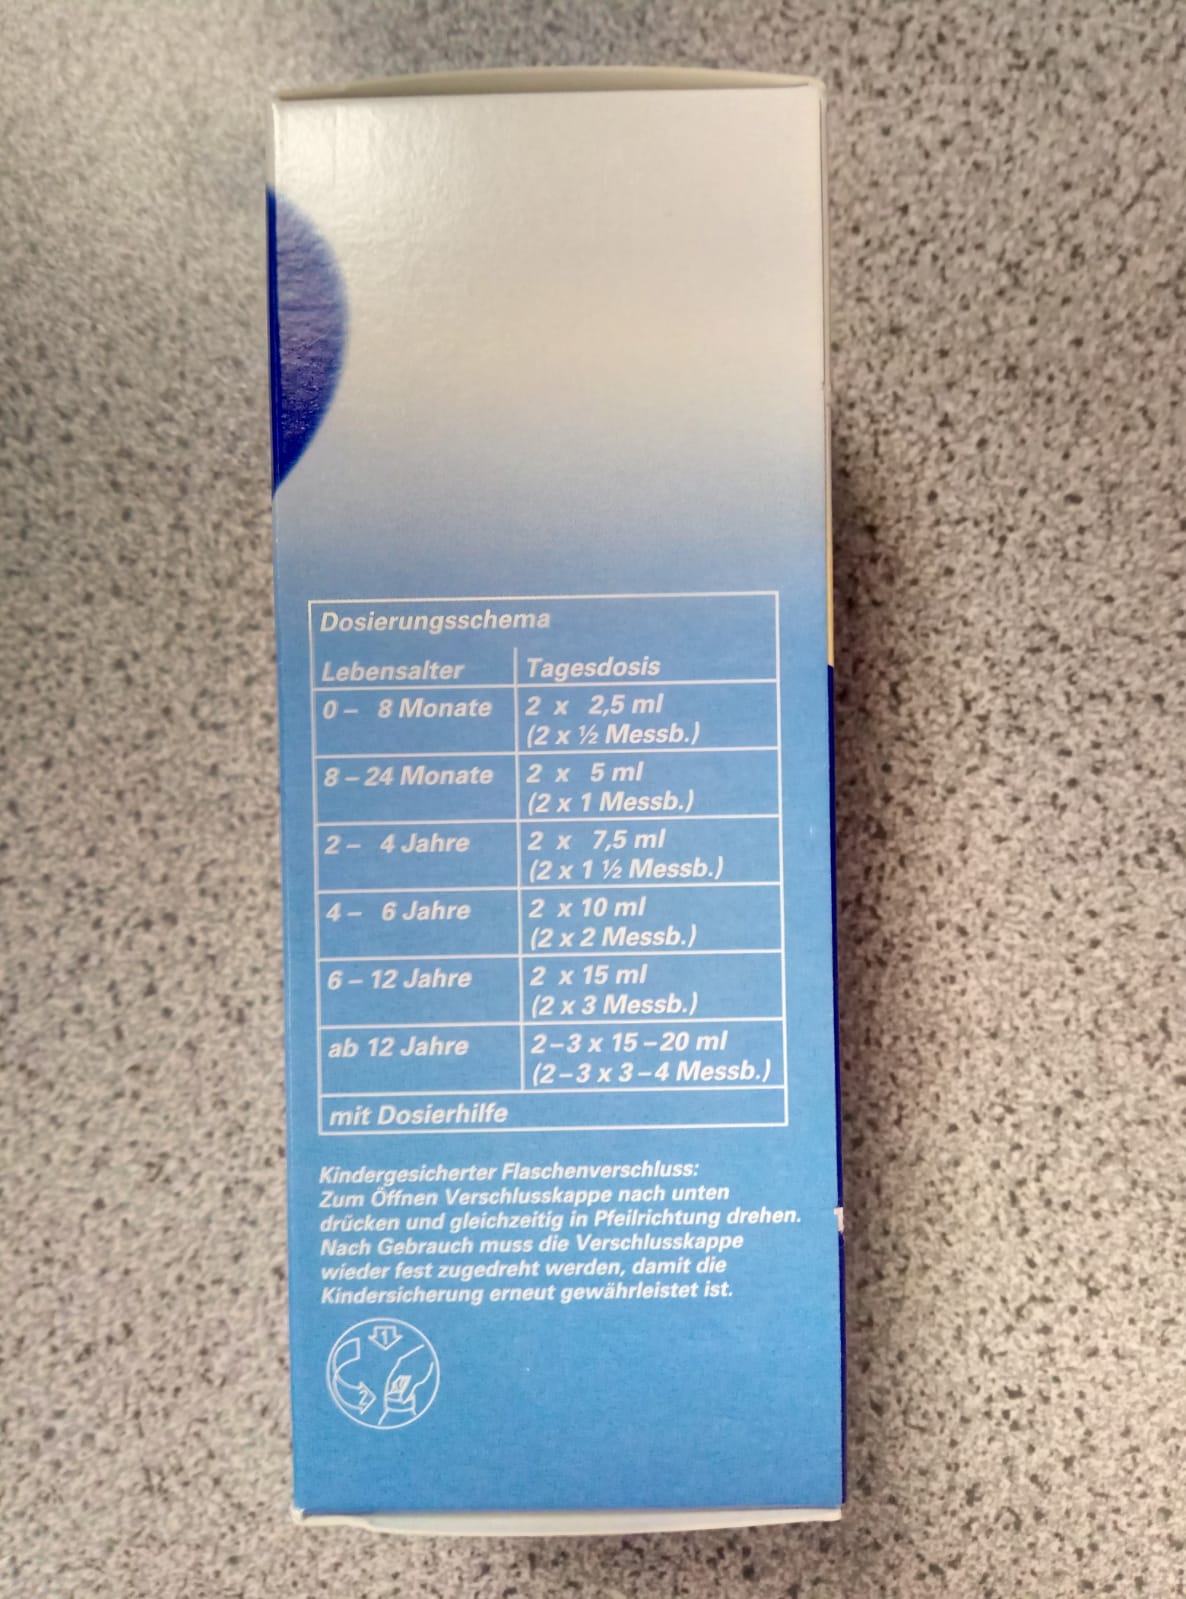 Dosierungsschema
Lebensalter Tagesdosis
0 – 8 Monate 2 x 2,5 ml
(2 x ½ Messb.)
8 – 24 Monate 2 x 5 ml
(2 x 1 Messb.)
2 – 4 Jahre 2 x 7,5 ml
(2 x 1 ½ Messb.)
4 – 6 Jahre 2 x 10 ml
(2 x 2 Messb.)
6 – 12 Jahre 2 x 15 ml
(2 x 3 Messb.)
ab 12 Jahre 2–3 x 15–20 ml
(2–3 x 3–4 Messb.)
mit Dosierhilfe
Kindergesicherter Flaschenverschluss:
Zum Öffnen Verschlusskappe nach unten
drücken und gleichzeitig in Pfeilrichtung drehen.
Nach Gebrauch muss die Verschlusskappe
wieder fest zugedreht werden, damit die
Kindersicherung erneut gewährleistet ist.
1
2